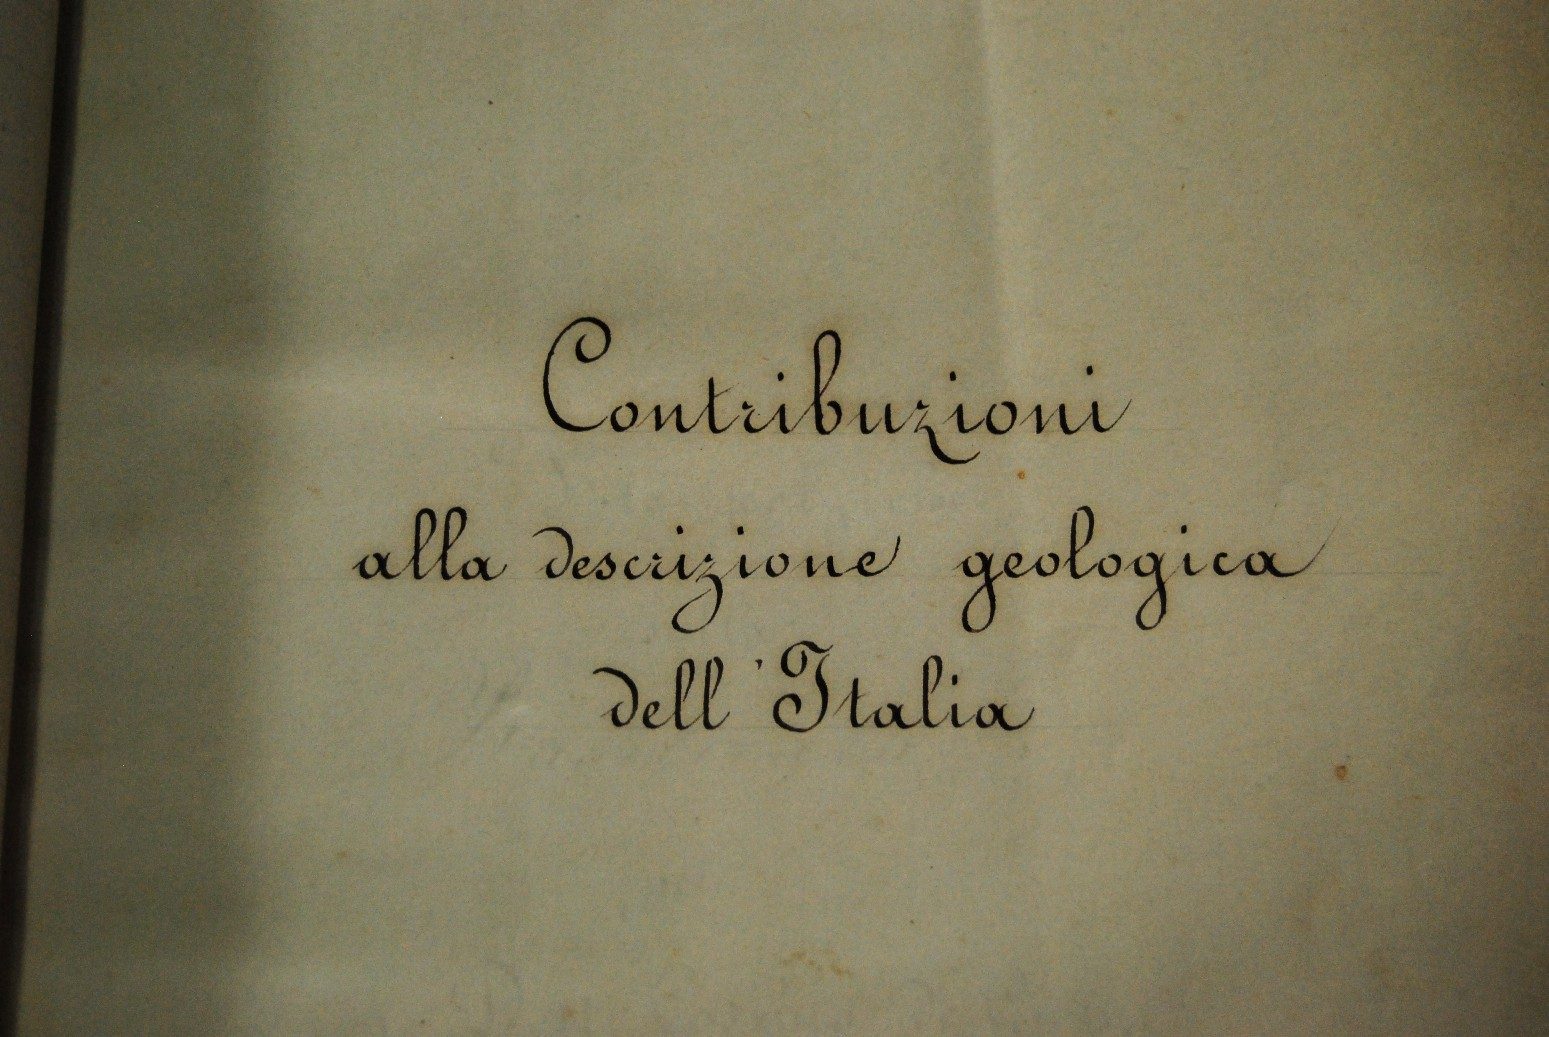 Contribuzioni
alla descrizione geologica
dell'Italia